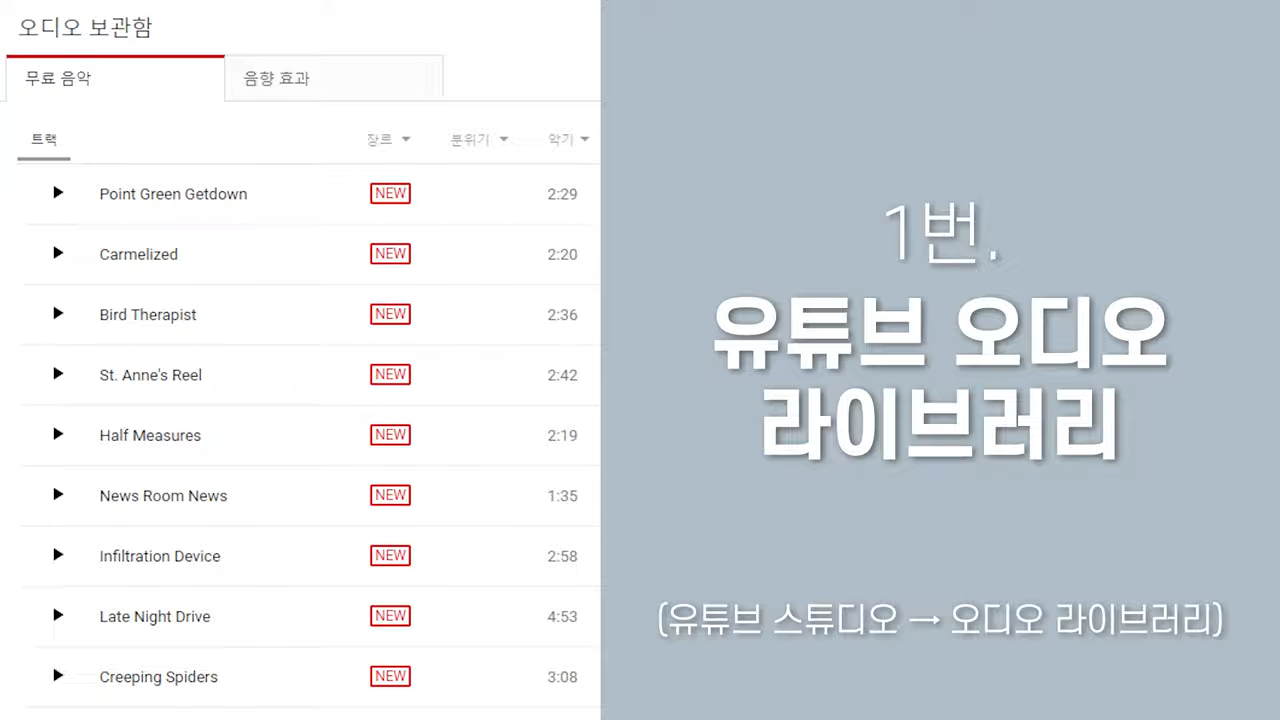 오디오 보관함
무료 음악
음향 효과
트랙
장르
분위기
악기
Point Green Getdown NEW 2:29
Carmelized NEW 2:20
Bird Therapist NEW 2:36
St. Anne's Reel NEW 2:42
Half Measures NEW 2:19
News Room News NEW 1:35
Infiltration Device NEW 2:58
Late Night Drive NEW 4:53
Creeping Spiders NEW 3:08
1번.
유튜브 오디오
라이브러리
(유튜브 스튜디오 → 오디오 라이브러리)